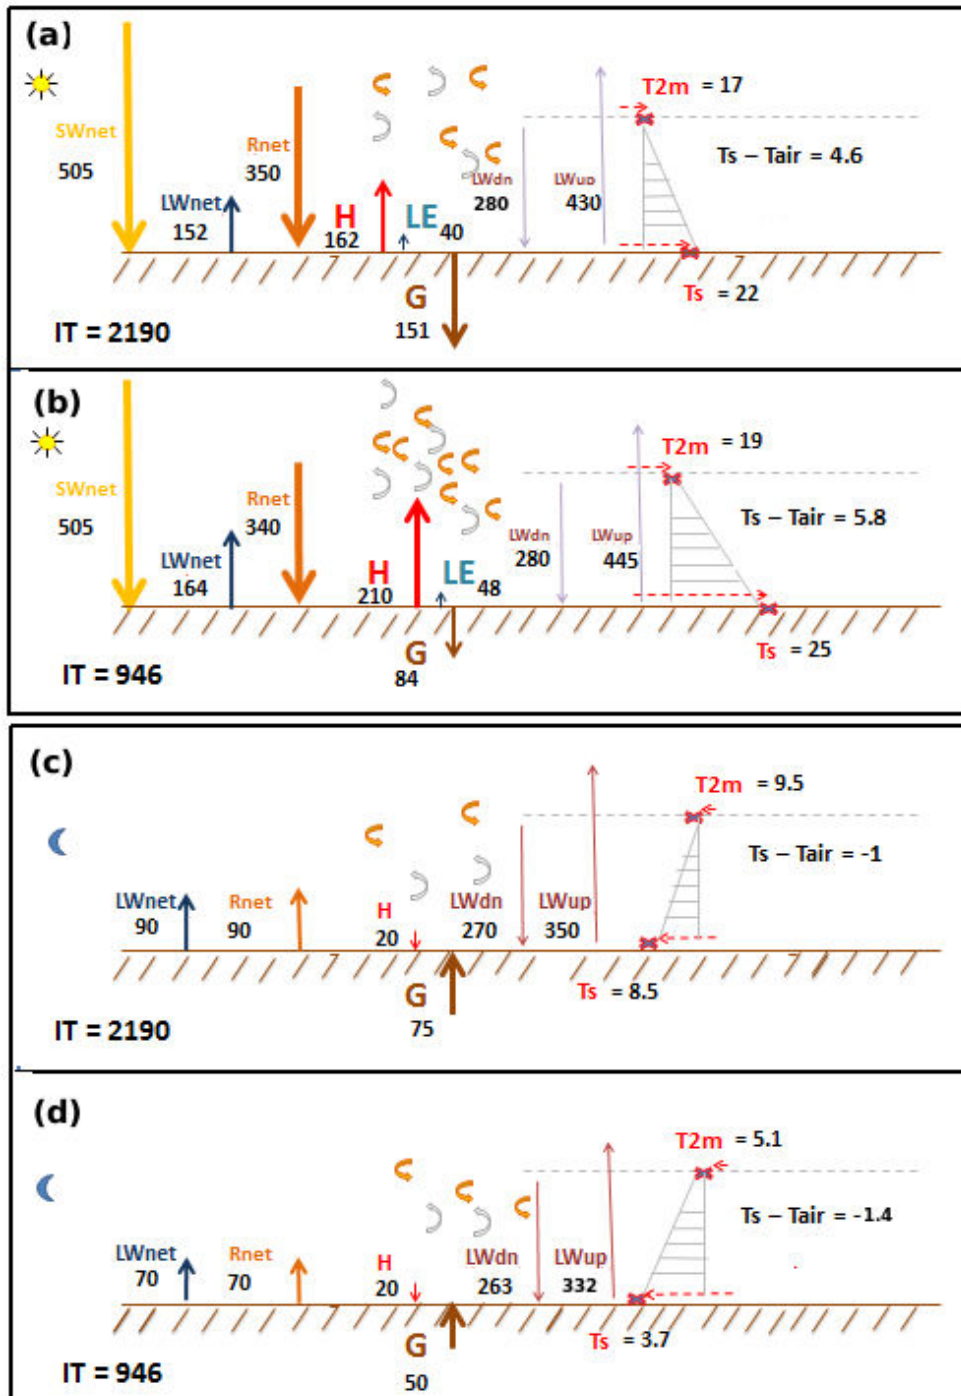 (a)
T2m = 17
SWnet
505
Rnet
350
Ts – Tair = 4.6
LWnet
152
H
162
LE
40
LWdn
280
LWup
430
Ts = 22
G
151
IT = 2190
(b)
T2m = 19
SWnet
505
Rnet
340
Ts – Tair = 5.8
LWnet
164
H
210
LE
48
LWdn
280
LWup
445
Ts = 25
G
84
IT = 946
(c)
T2m = 9.5
Ts – Tair = -1
LWnet
90
Rnet
90
H
20
LWdn
270
LWup
350
Ts = 8.5
G
75
IT = 2190
(d)
T2m = 5.1
Ts – Tair = -1.4
LWnet
70
Rnet
70
H
20
LWdn
263
LWup
332
Ts = 3.7
G
50
IT = 946